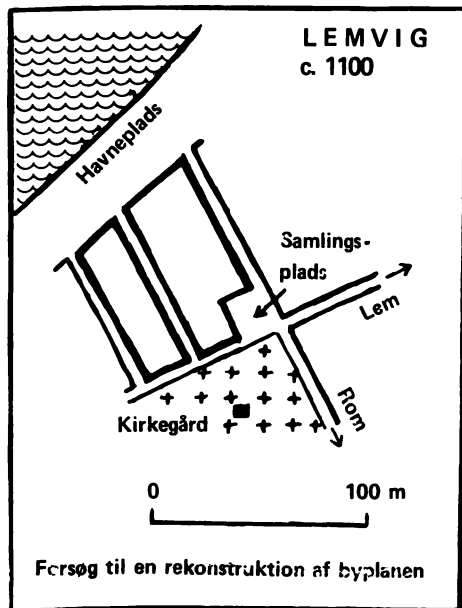 LEMVIG
c. 1100
Havneplads
Samlings-
plads
Lem
Rom
Kirkegård
0 100 m
Forsøg til en rekonstruktion af byplanen